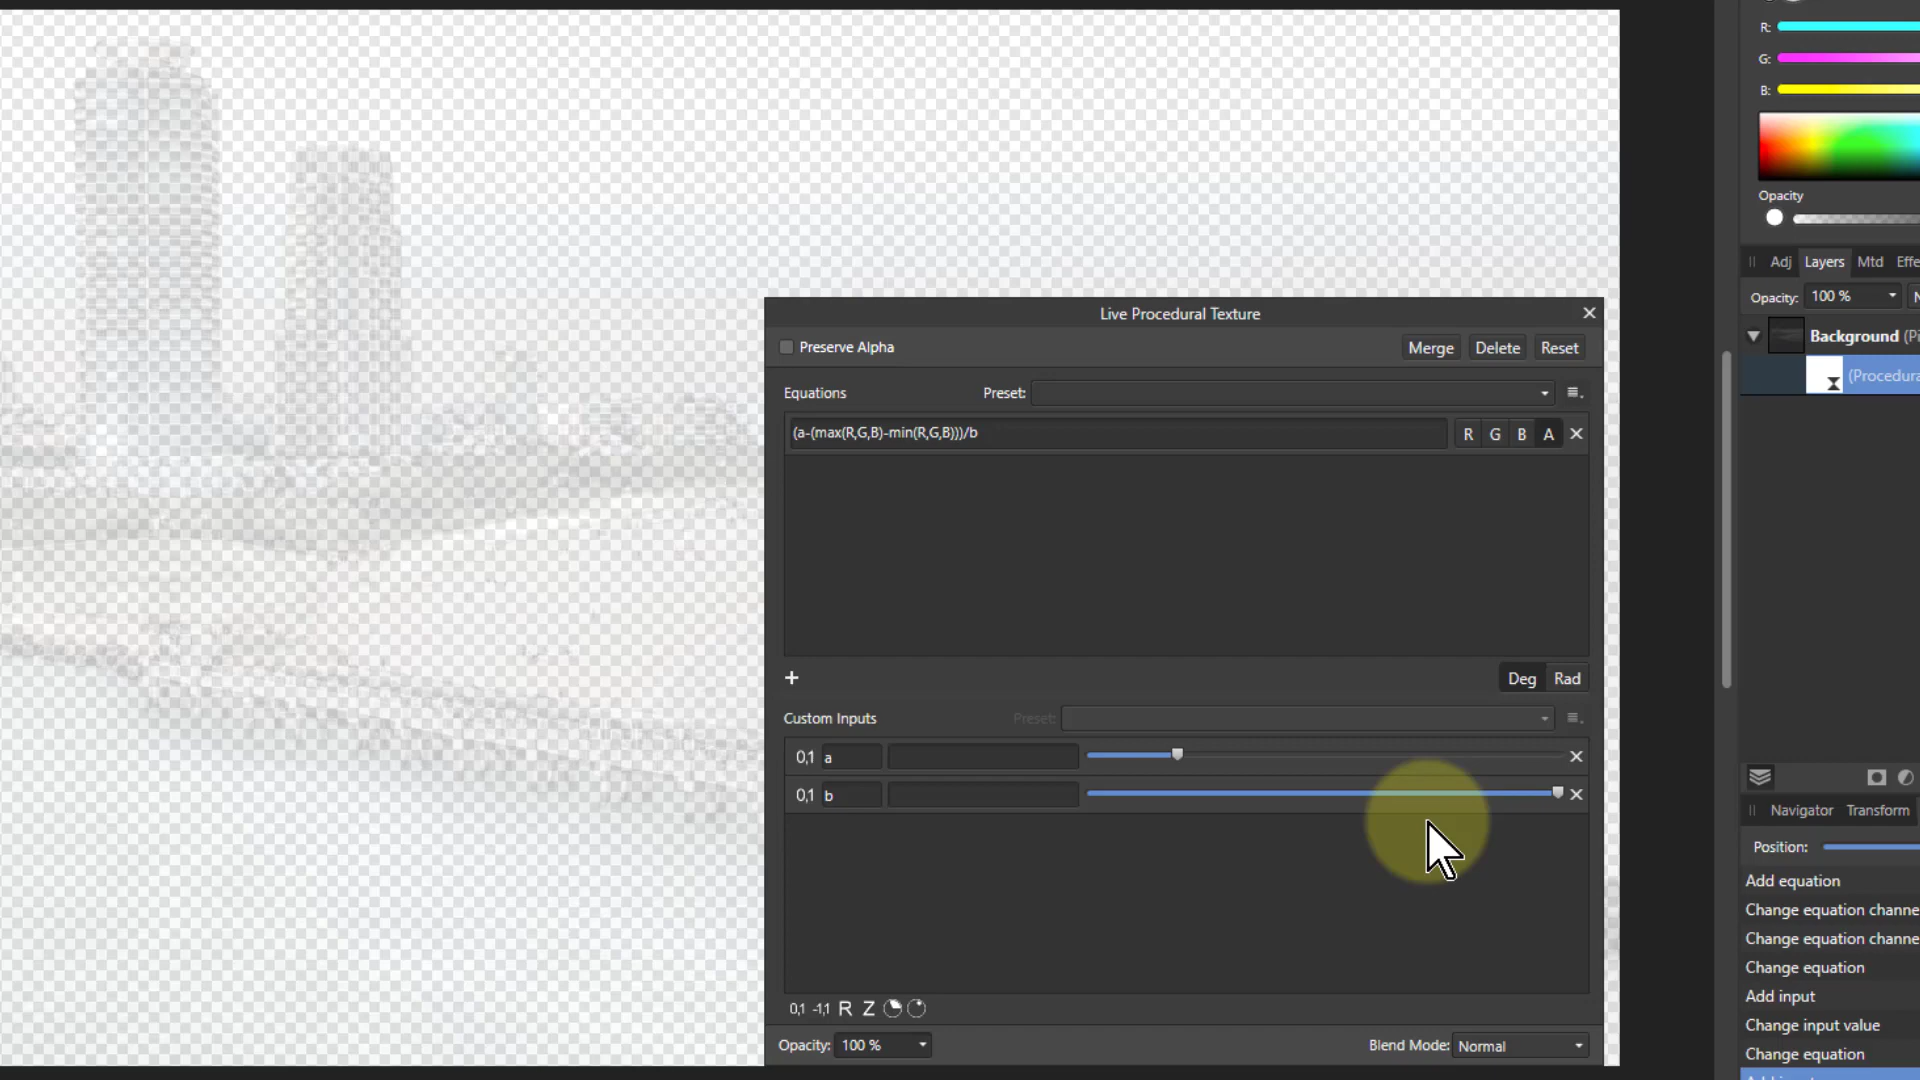 R:
G:
B:
Opacity
Adj Layers Mtd Effe
Opacity: 100 %
Background (Pi
(Procedura
Live Procedural Texture
Preserve Alpha Merge Delete Reset
Equations Preset:
(a-(max(R,G,B)-min(R,G,B)))/b R G B A
Deg Rad
Custom Inputs Preset:
0,1 a
0,1 b
0,1 -1,1 R Z
Opacity: 100 % Blend Mode: Normal
Navigator Transform
Position:
Add equation
Change equation channe
Change equation channe
Change equation
Add input
Change input value
Change equation